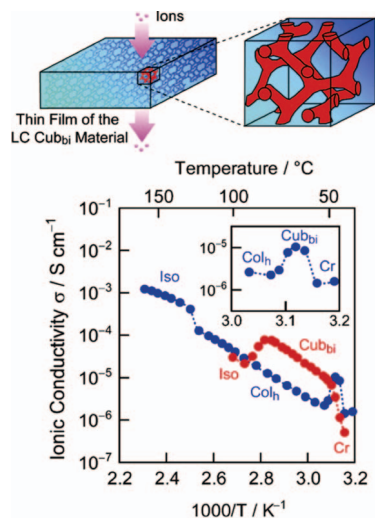 Ions
Thin Film of the
LC Cubbi Material
Temperature / °C
150 100 50
Ionic Conductivity σ / S cm⁻¹
10⁻¹
10⁻²
10⁻³
10⁻⁴
10⁻⁵
10⁻⁶
10⁻⁷
Iso
Colh
Cubbi
Cr
10⁻⁵
10⁻⁶
3.0 3.1 3.2
Cubbi
Iso
Colh
Cr
2.2 2.4 2.6 2.8 3.0 3.2
1000/T / K⁻¹